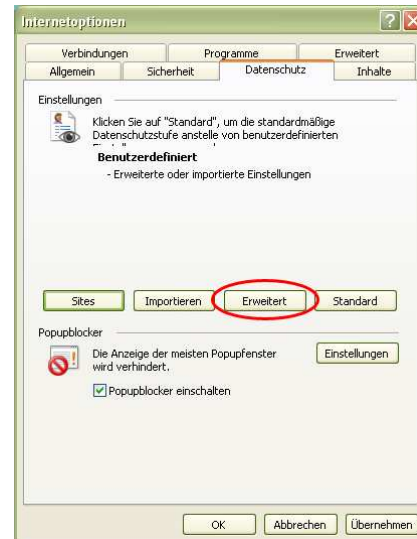 Internetoptionen
Verbindungen Programme Erweitert
Allgemein Sicherheit Datenschutz Inhalte
Einstellungen
Klicken Sie auf "Standard", um die standardmäßige
Datenschutzstufe anstelle von benutzerdefinierten
Benutzerdefiniert
- Erweiterte oder importierte Einstellungen
Sites Importieren Erweitert Standard
Popupblocker
Die Anzeige der meisten Popupfenster
wird verhindert.
Einstellungen
Popupblocker einschalten
OK Abbrechen Übernehmen